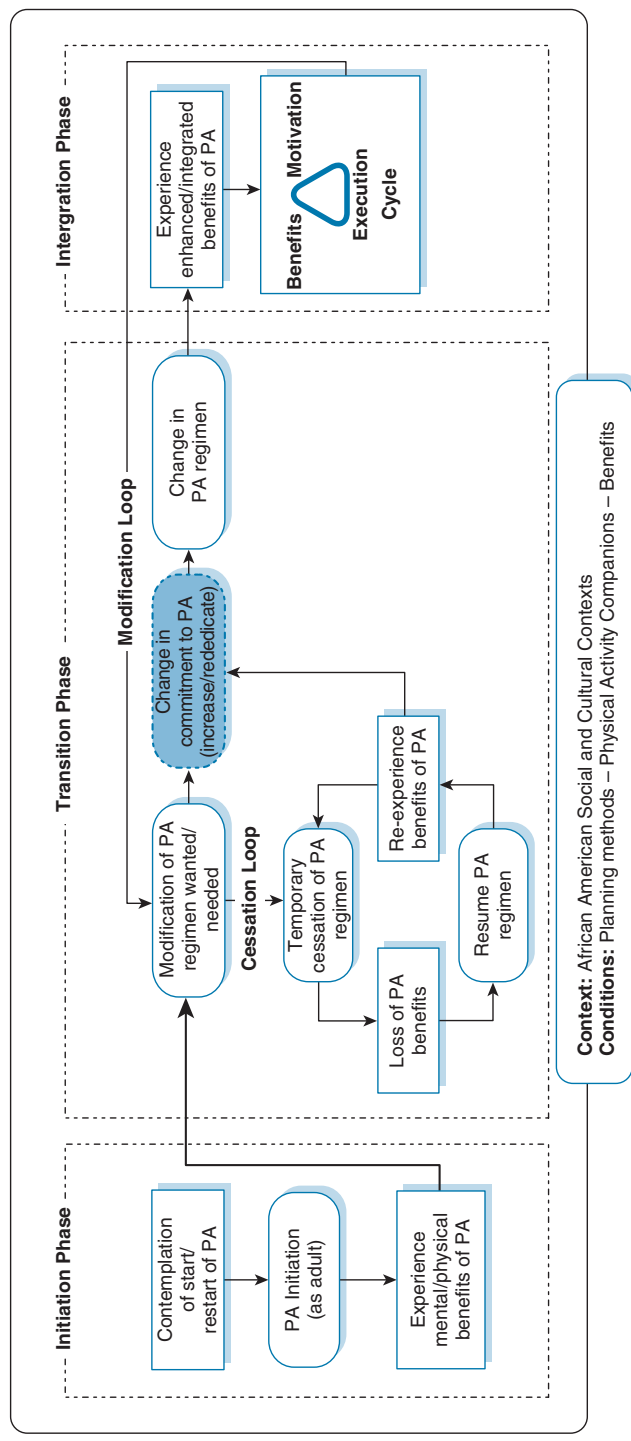 Initiation Phase
Contemplation
of start/
restart of PA
PA Initiation
(as adult)
Experience
mental/physical
benefits of PA
Transition Phase
Modification Loop
Modification of PA
regimen wanted/
needed
Change in
commitment to PA
(increase/rededicate)
Change in
PA regimen
Cessation Loop
Temporary
cessation of PA
regimen
Loss of PA
benefits
Resume PA
regimen
Re-experience
benefits of PA
Intergration Phase
Experience
enhanced/integrated
benefits of PA
Benefits Motivation
Execution
Cycle
Context: African American Social and Cultural Contexts
Conditions: Planning methods – Physical Activity Companions – Benefits